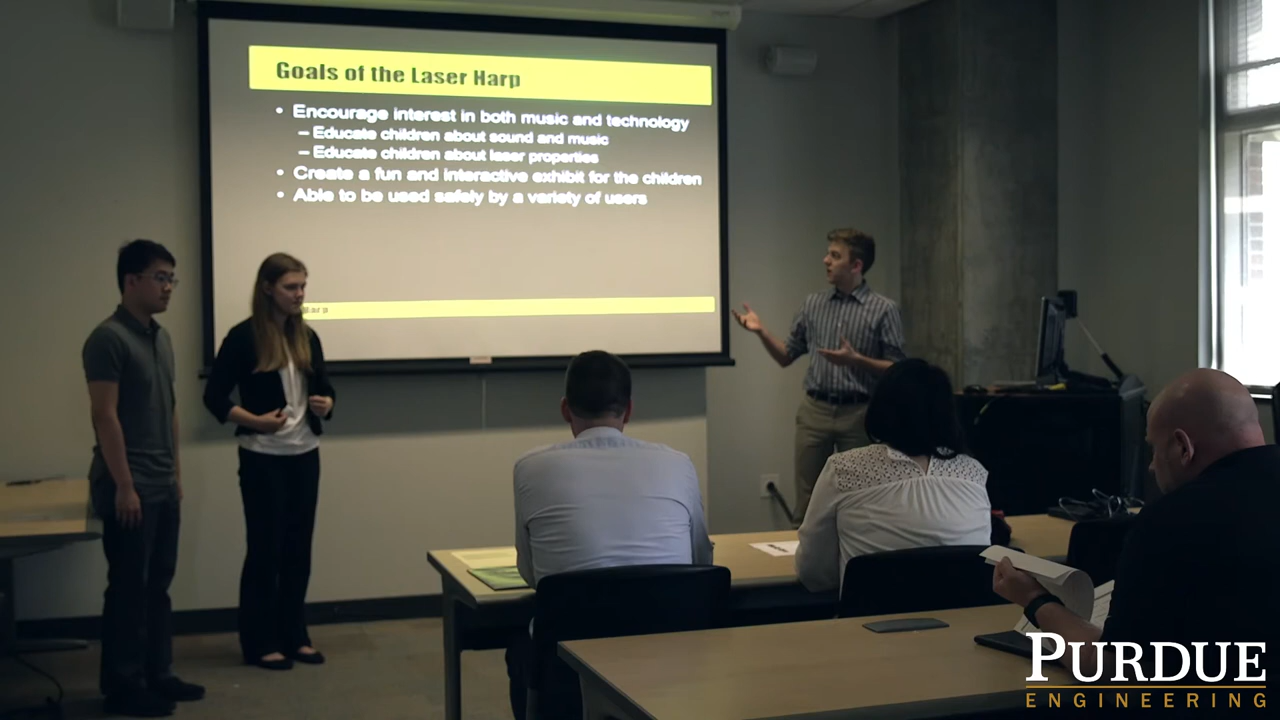 Goals of the Laser Harp
• Encourage interest in both music and technology
– Educate children about sound and music
– Educate children about laser properties
• Create a fun and interactive exhibit for the children
• Able to be used safely by a variety of users
PURDUE
ENGINEERING